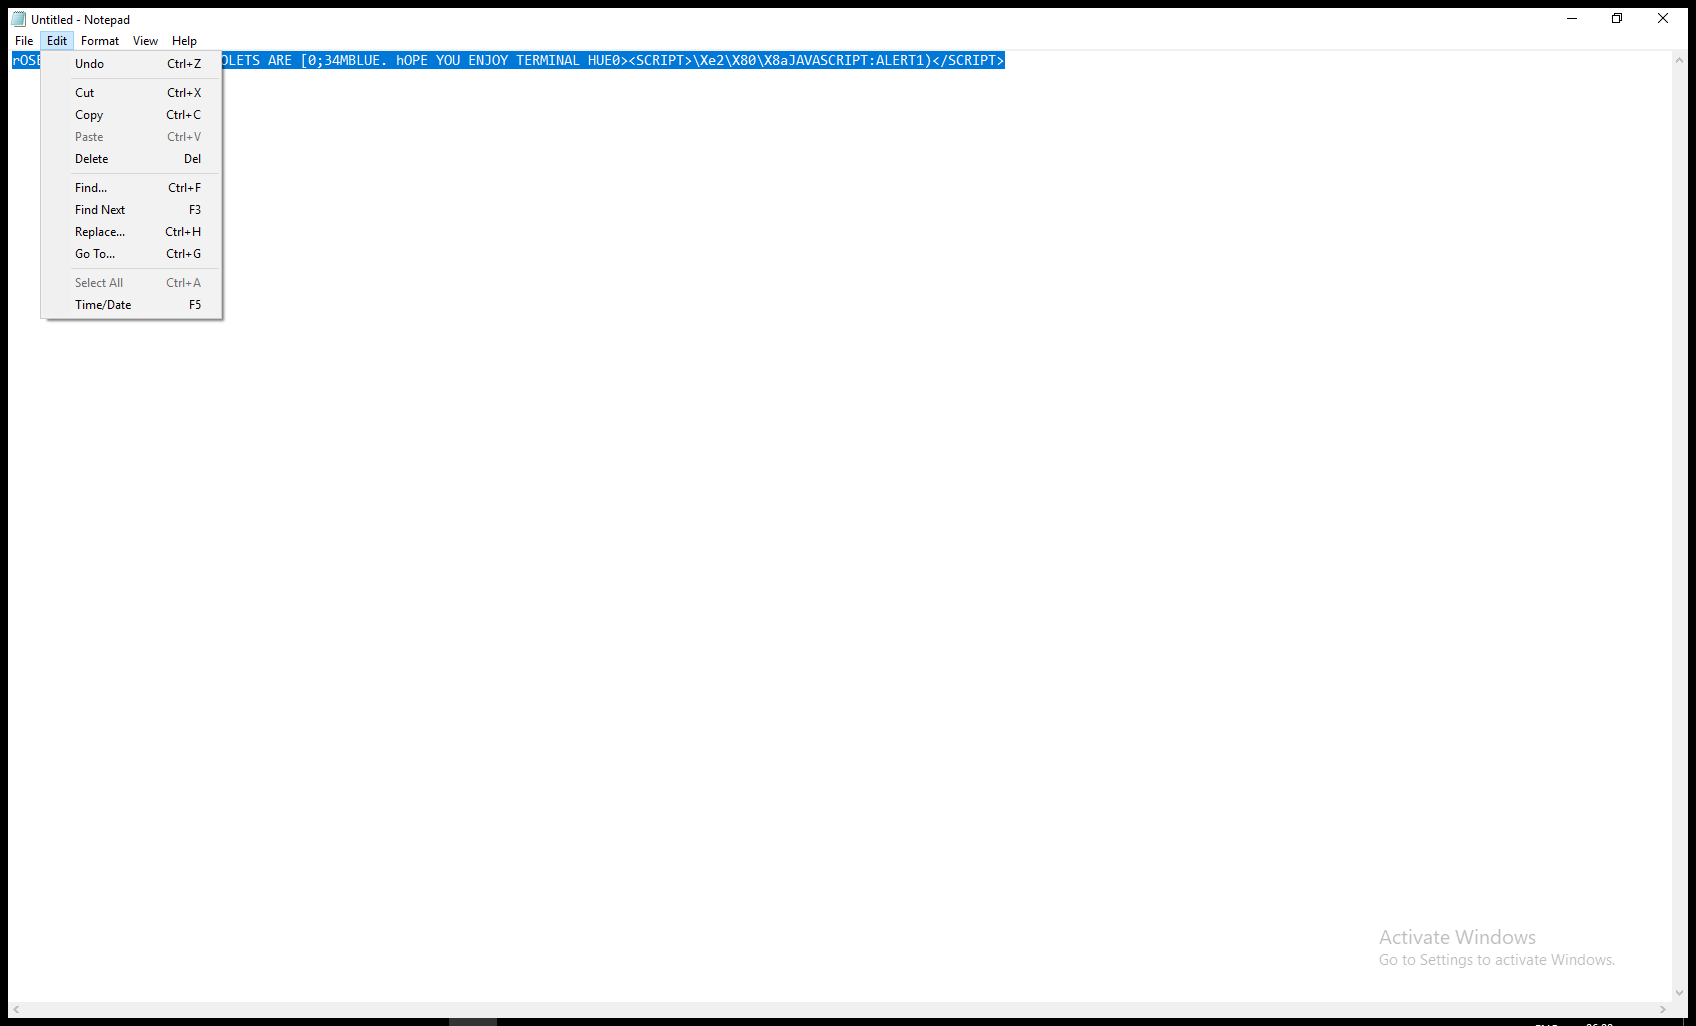 Untitled - Notepad
File Edit Format View Help
OLETS ARE [0;34MBLUE. hOPE YOU ENJOY TERMINAL HUE0><SCRIPT>\Xe2\X80\X8aJAVASCRIPT:ALERT1)</SCRIPT>
Undo Ctrl+Z
Cut Ctrl+X
Copy Ctrl+C
Paste Ctrl+V
Delete Del
Find... Ctrl+F
Find Next F3
Replace... Ctrl+H
Go To... Ctrl+G
Select All Ctrl+A
Time/Date F5
Activate Windows
Go to Settings to activate Windows.